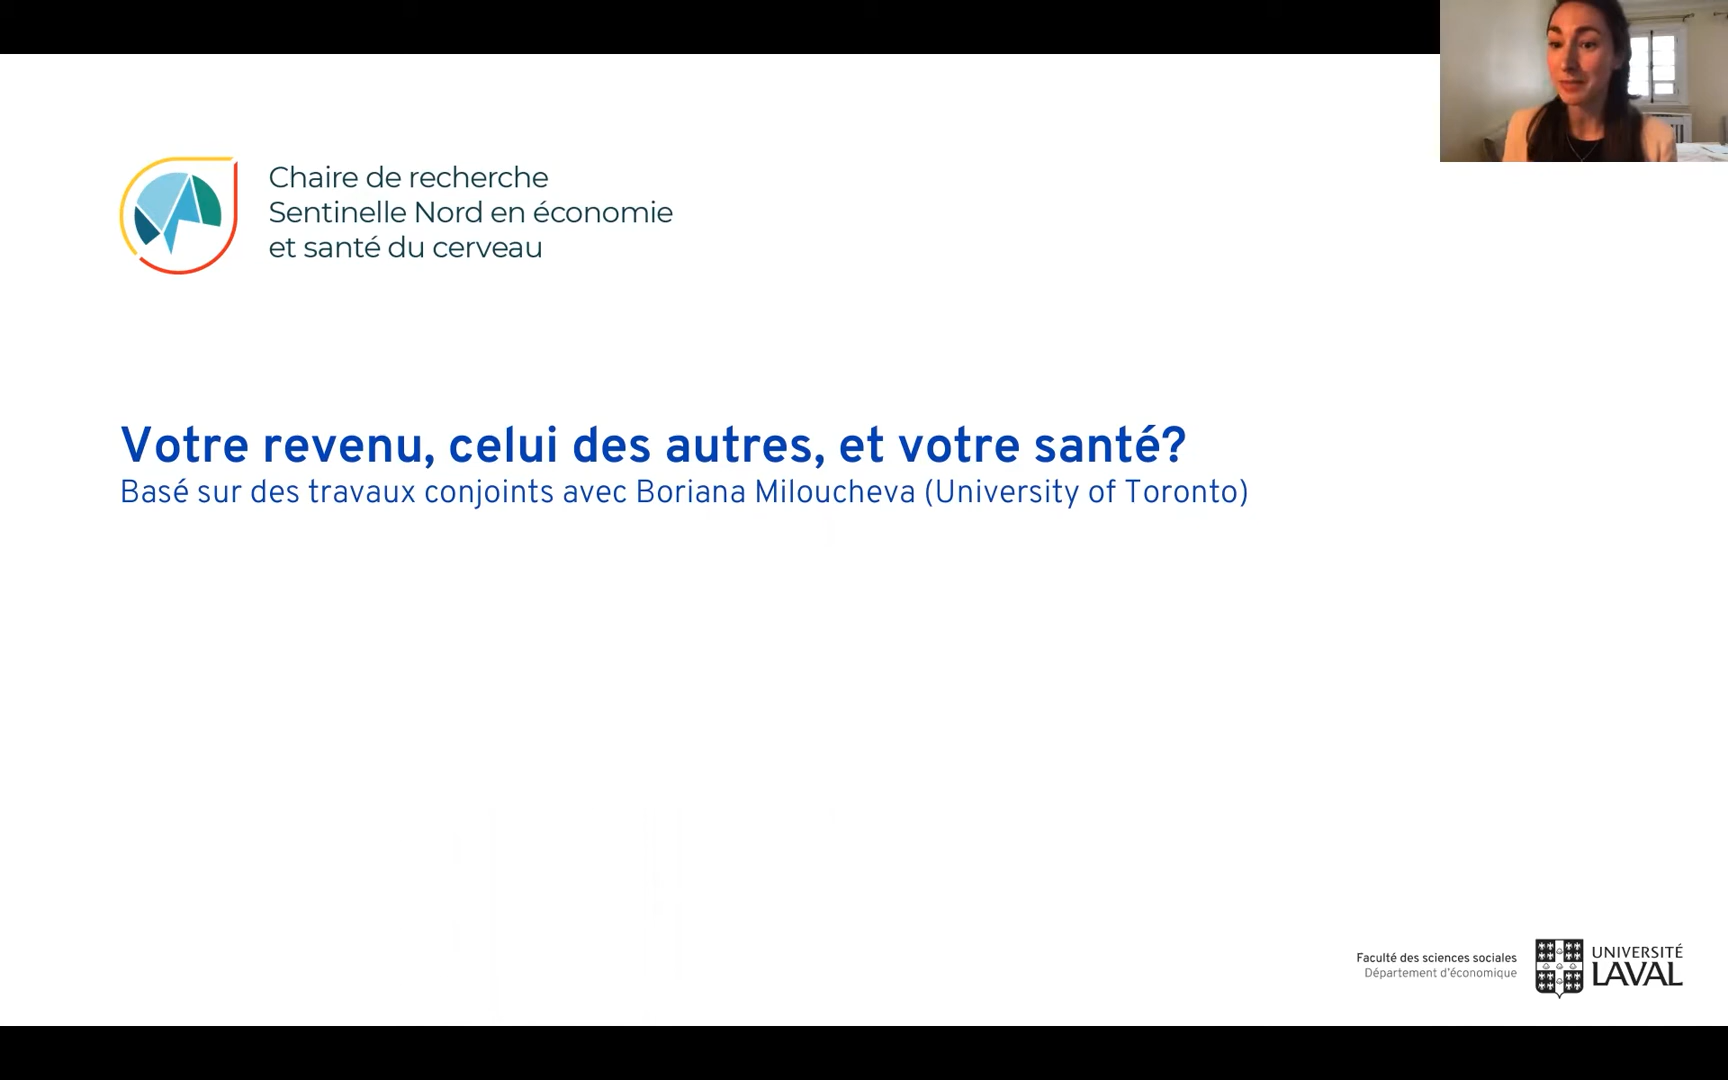 Chaire de recherche
Sentinelle Nord en économie
et santé du cerveau
Votre revenu, celui des autres, et votre santé?
Basé sur des travaux conjoints avec Boriana Miloucheva (University of Toronto)
Faculté des sciences sociales
Département d'économique
UNIVERSITÉ
LAVAL